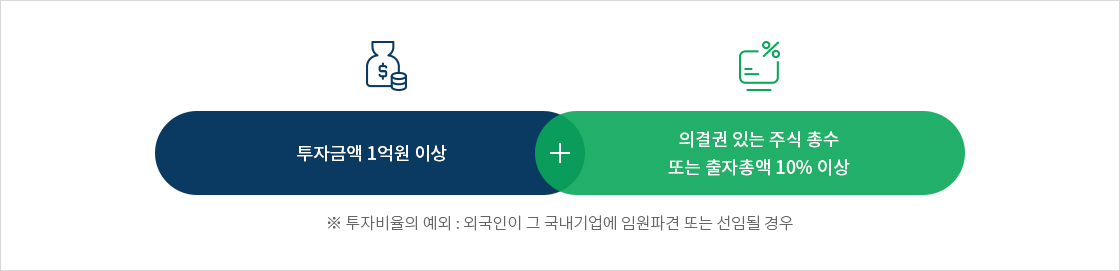 투자금액 1억원 이상
+
의결권 있는 주식 총수
또는 출자총액 10% 이상
※ 투자비율의 예외 : 외국인이 그 국내기업에 임원파견 또는 선임될 경우